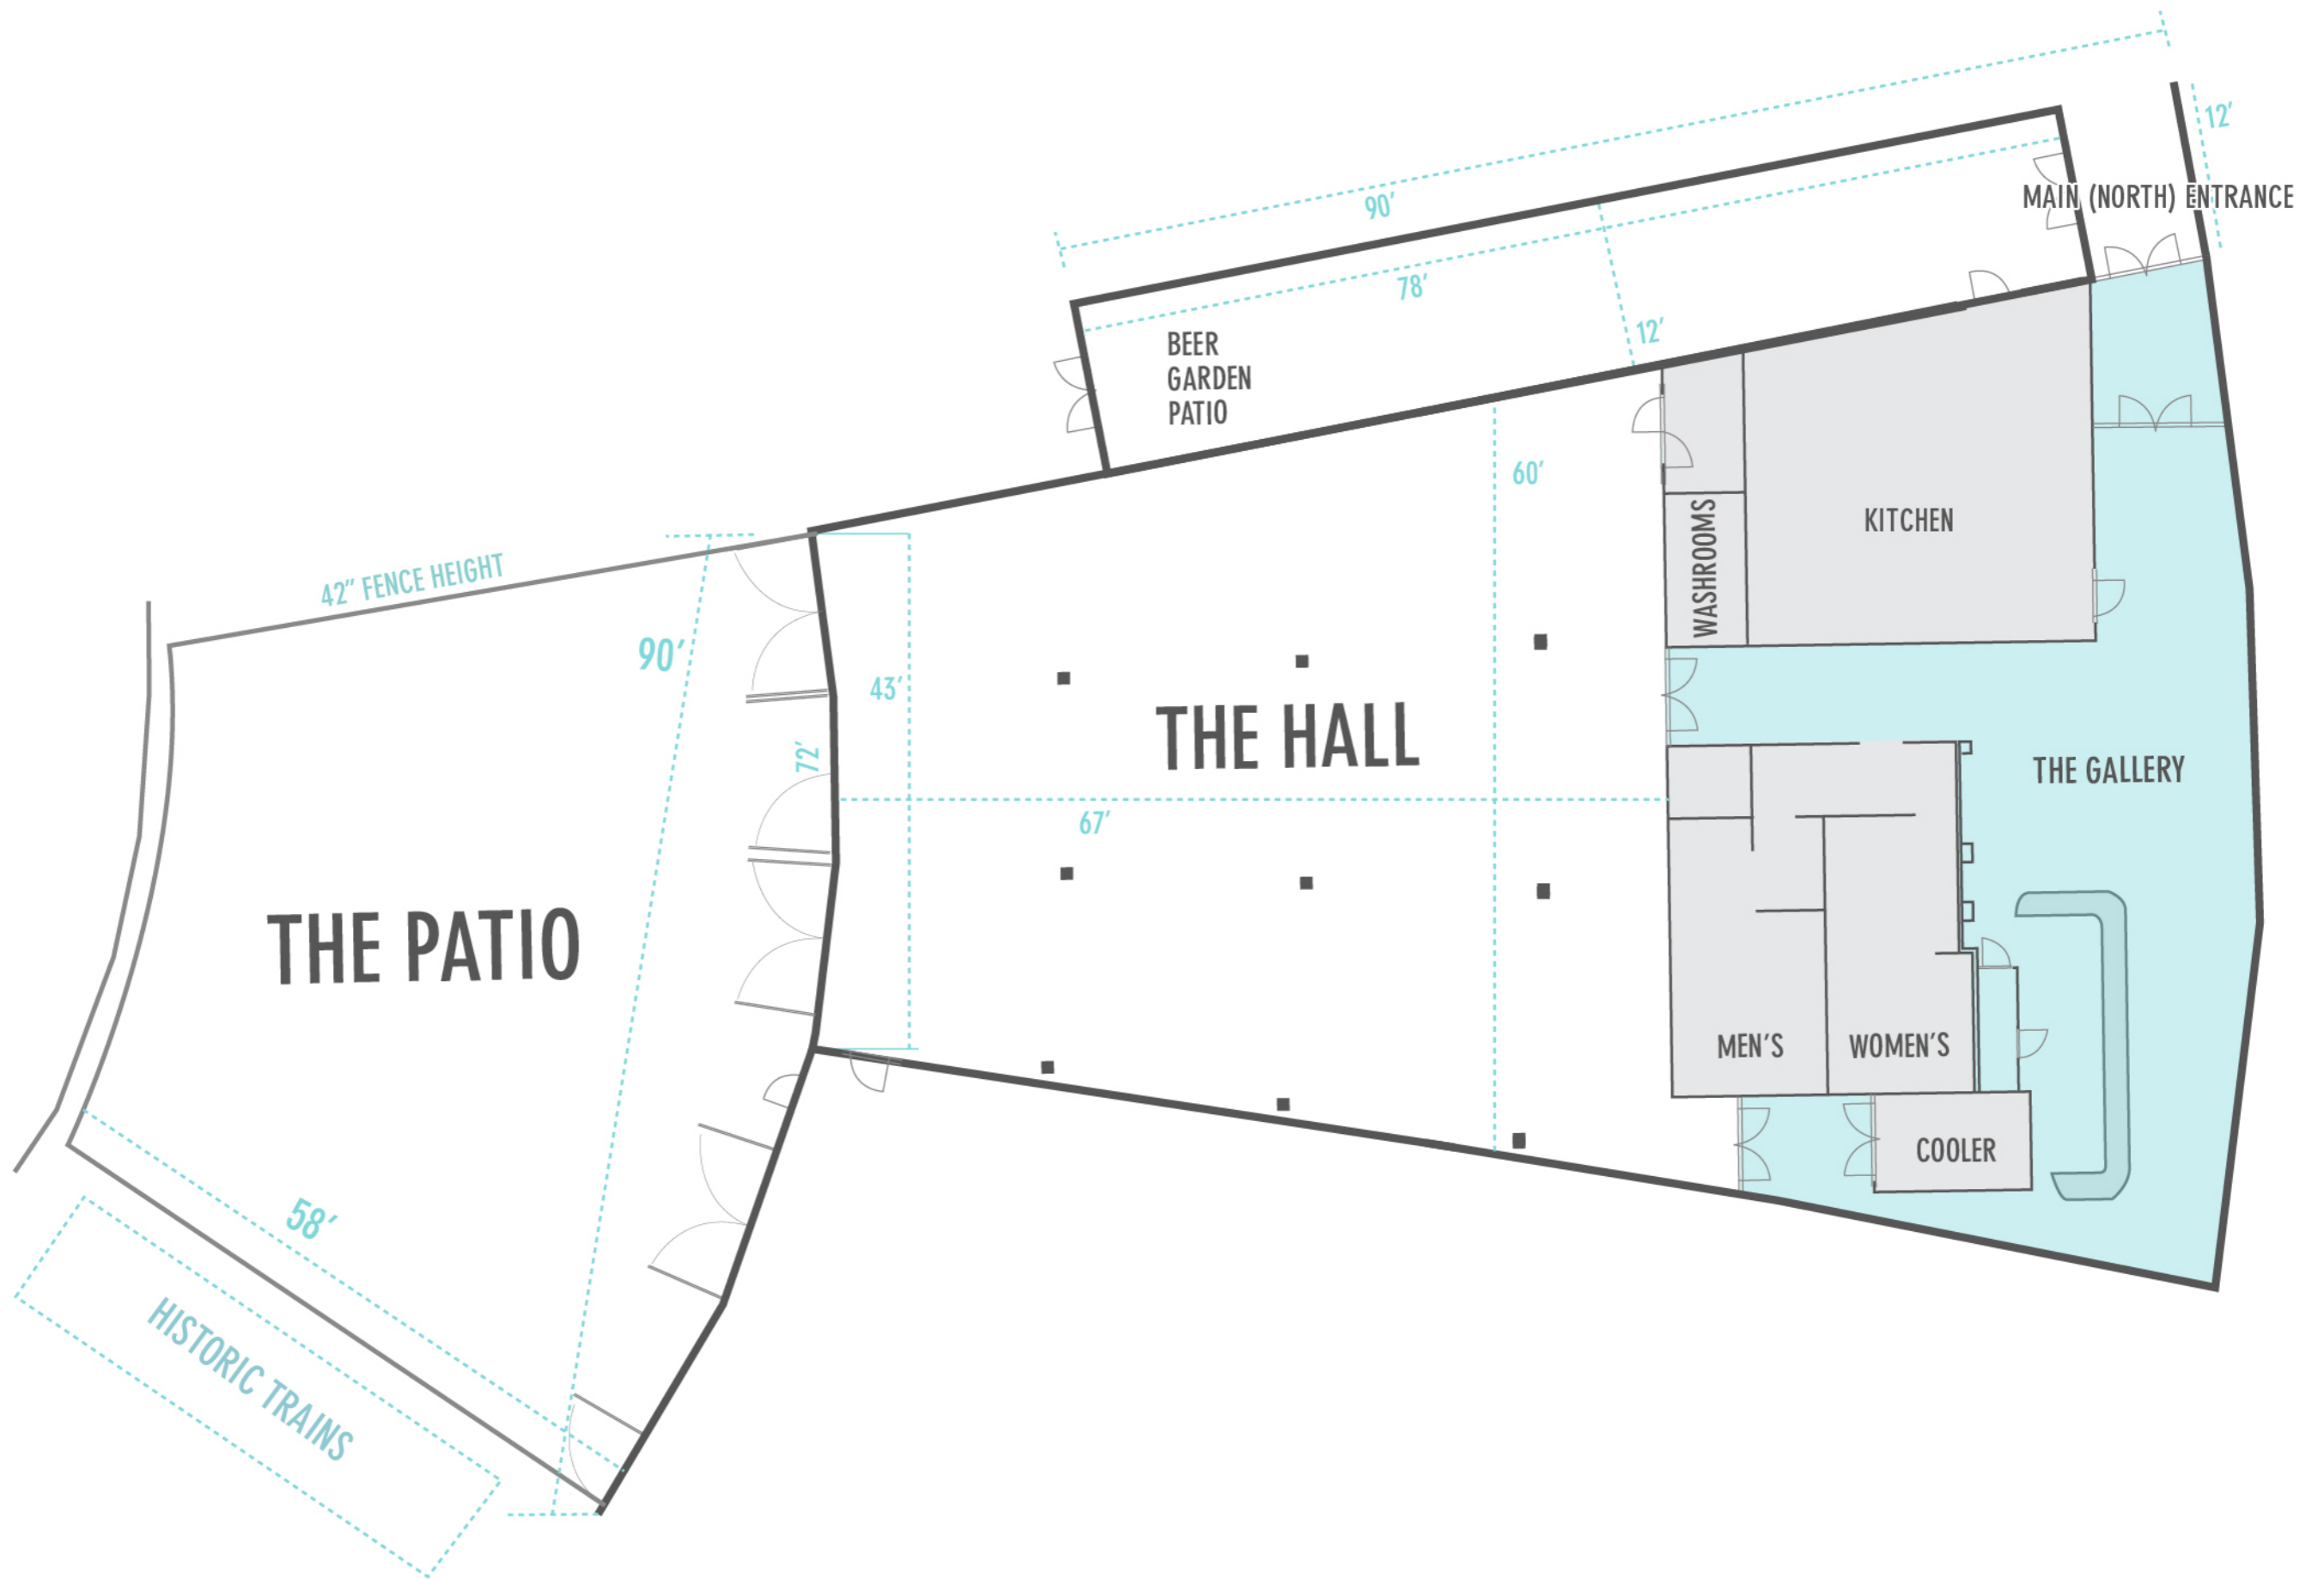 12′
MAIN (NORTH) ENTRANCE
90′
78′
12′
BEER
GARDEN
PATIO
60′
KITCHEN
WASHROOMS
42″ FENCE HEIGHT
90′
43′
72′
THE HALL
67′
THE GALLERY
THE PATIO
MEN'S
WOMEN'S
COOLER
58′
HISTORIC TRAINS